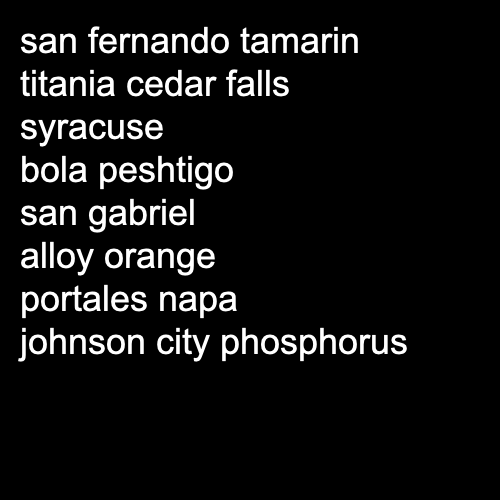 san fernando tamarin
titania cedar falls
syracuse
bola peshtigo
san gabriel
alloy orange
portales napa
johnson city phosphorus